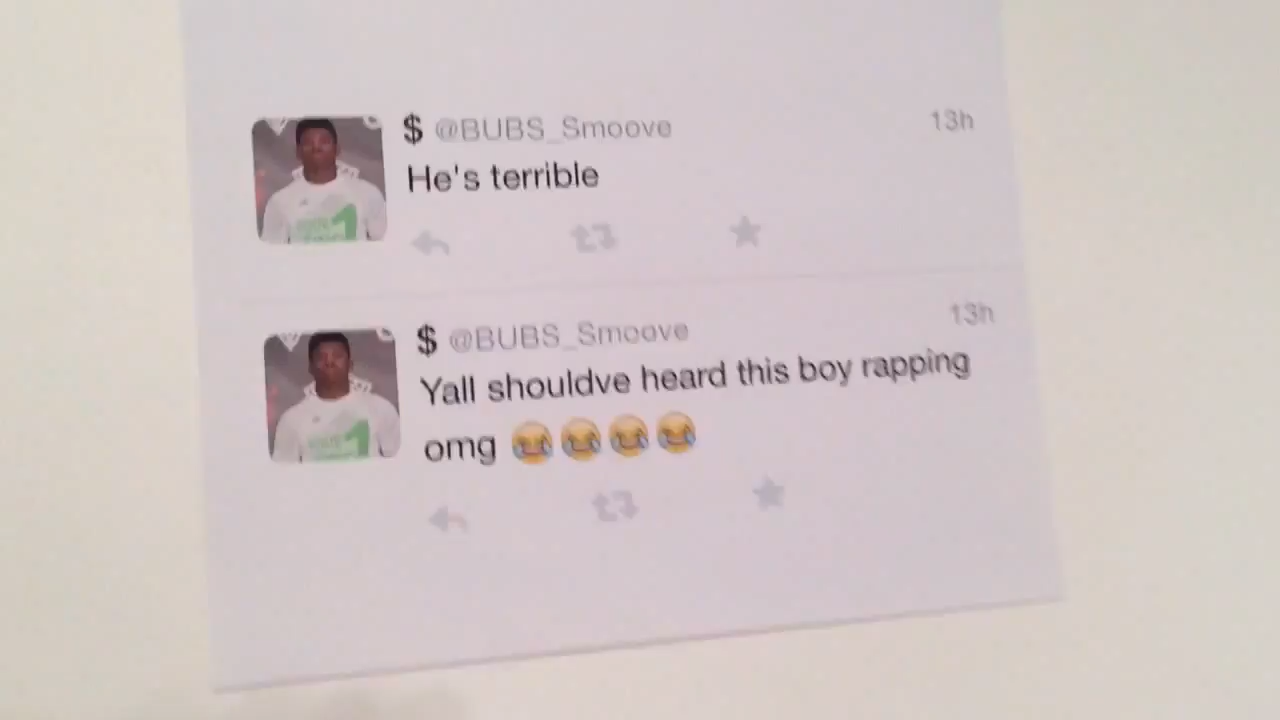 $ @BUBS_Smoove 13h
He's terrible
$ @BUBS_Smoove 13h
Yall shouldve heard this boy rapping
omg 😂😂😂😂